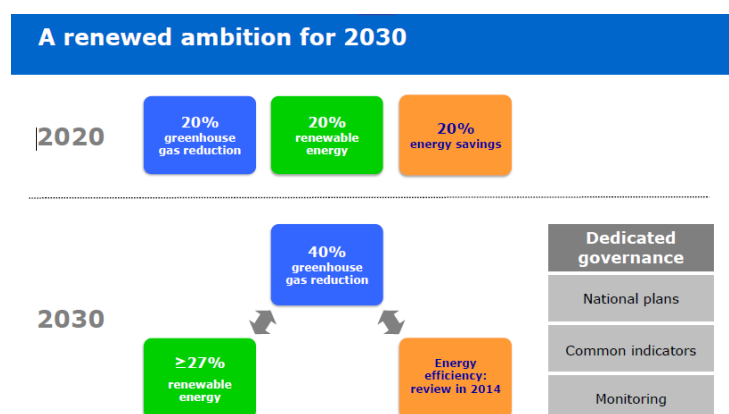 A renewed ambition for 2030
2020
20%
greenhouse
gas reduction
20%
renewable
energy
20%
energy savings
2030
40%
greenhouse
gas reduction
≥27%
renewable
energy
Energy
efficiency:
review in 2014
Dedicated
governance
National plans
Common indicators
Monitoring